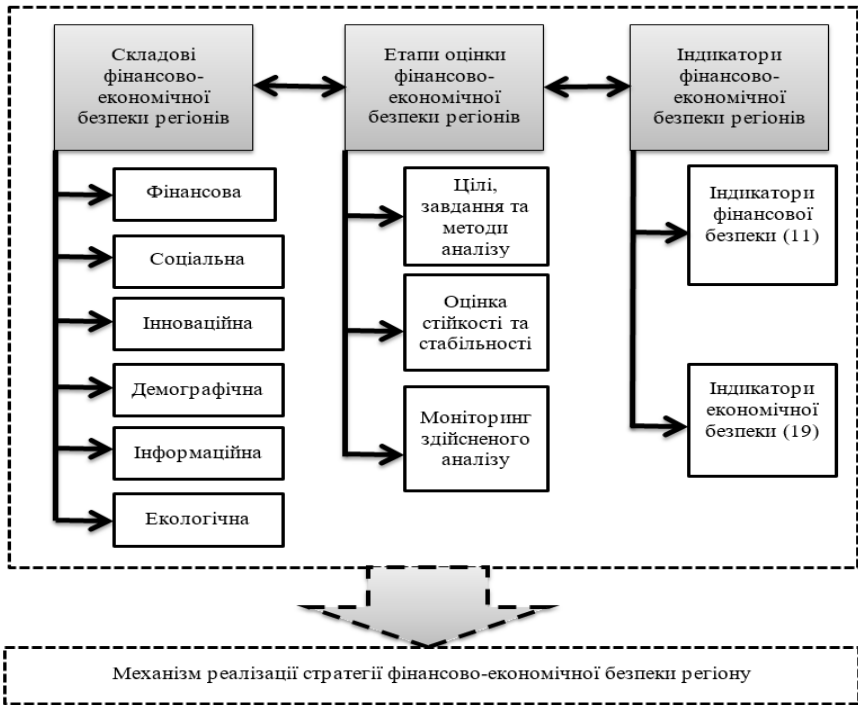 Складові
фінансово-
економічної
безпеки регіонів
Етапи оцінки
фінансово-
економічної
безпеки регіонів
Індикатори
фінансово-
економічної
безпеки регіонів
Фінансова
Соціальна
Інноваційна
Демографічна
Інформаційна
Екологічна
Цілі,
завдання та
методи
аналізу
Оцінка
стійкості та
стабільності
Моніторинг
здійсненого
аналізу
Індикатори
фінансової
безпеки (11)
Індикатори
економічної
безпеки (19)
Механізм реалізації стратегії фінансово-економічної безпеки регіону